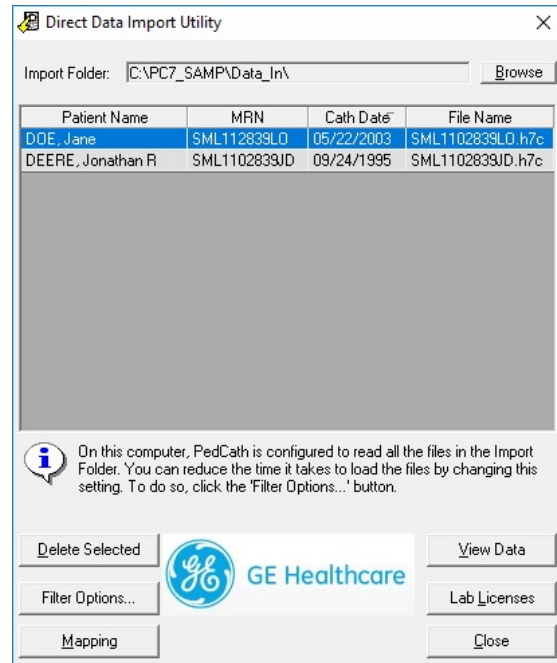 Direct Data Import Utility
Import Folder: C:\PC7_SAMP\Data_In\ Browse
Patient Name MRN Cath Date File Name
DOE, Jane SML112839LO 05/22/2003 SML1102839LO.h7c
DEERE, Jonathan R SML1102839JD 09/24/1995 SML1102839JD.h7c
On this computer, PedCath is configured to read all the files in the Import
Folder. You can reduce the time it takes to load the files by changing this
setting. To do so, click the 'Filter Options...' button.
Delete Selected View Data
GE Healthcare
Filter Options... Lab Licenses
Mapping Close